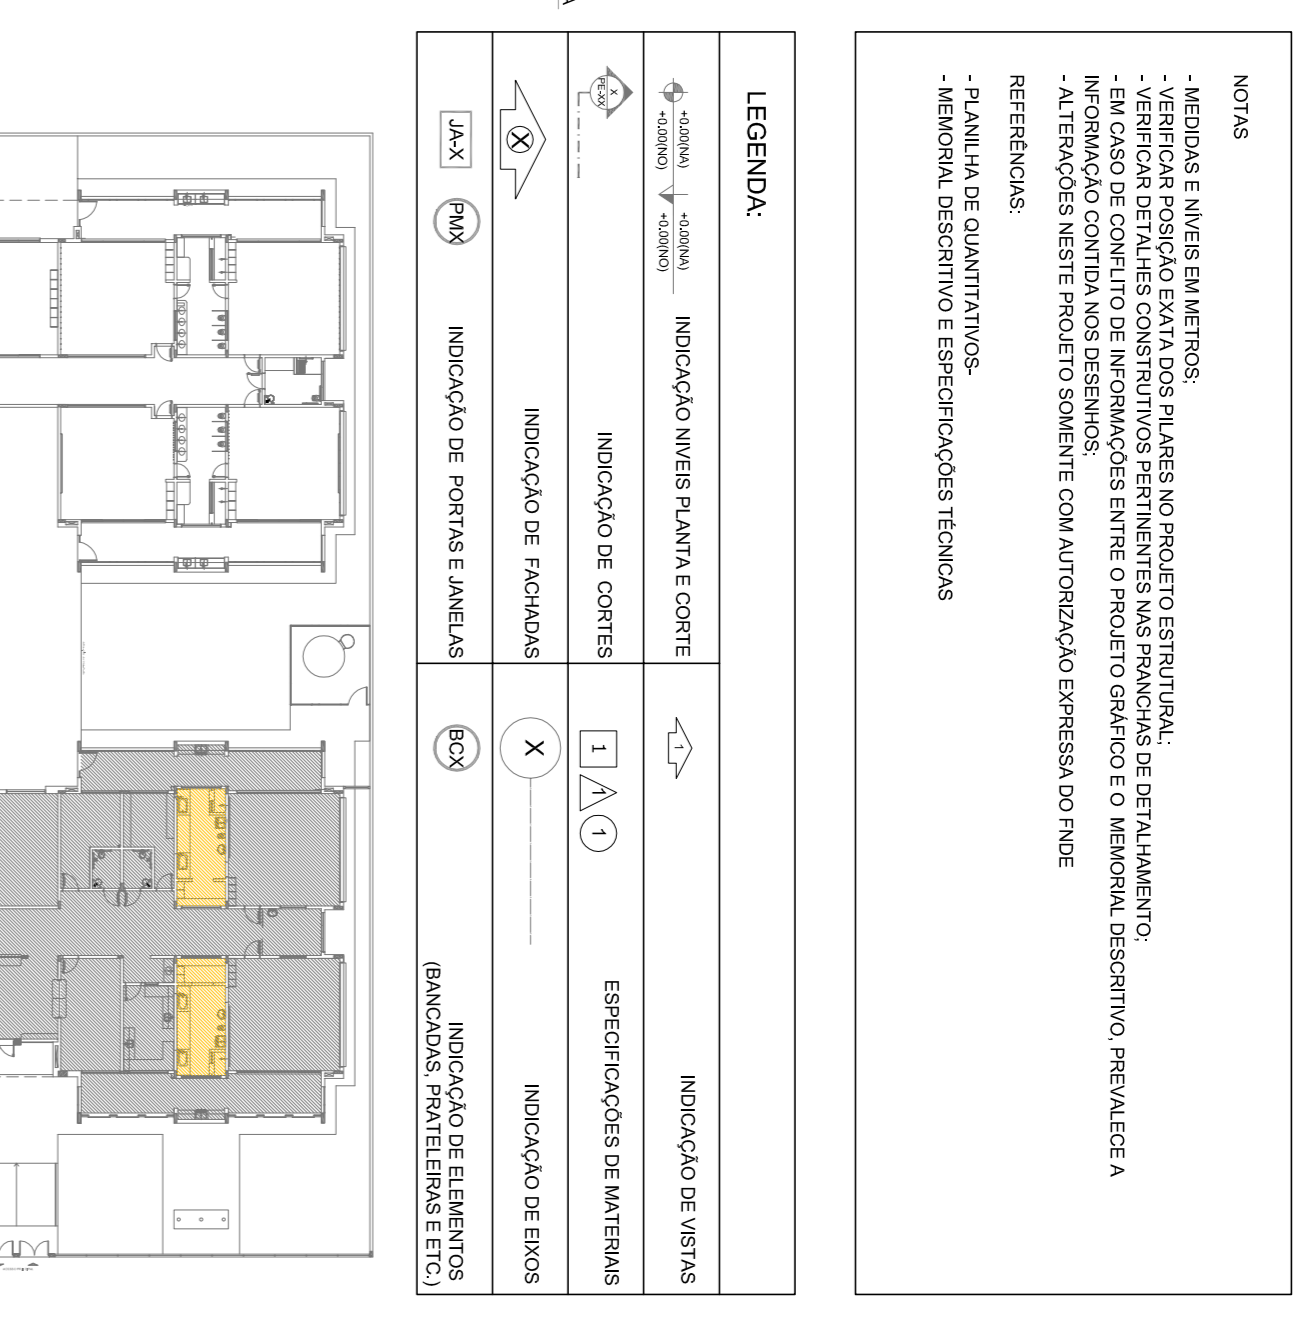 NOTAS
- MEDIDAS E NÍVEIS EM METROS;
- VERIFICAR POSIÇÃO EXATA DOS PILARES NO PROJETO ESTRUTURAL;
- VERIFICAR DETALHES CONSTRUTIVOS PERTINENTES NAS PRANCHAS DE DETALHAMENTO;
- EM CASO DE CONFLITO DE INFORMAÇÕES ENTRE O PROJETO GRÁFICO E O MEMORIAL DESCRITIVO, PREVALECE A
INFORMAÇÃO CONTIDA NOS DESENHOS;
- ALTERAÇÕES NESTE PROJETO SOMENTE COM AUTORIZAÇÃO EXPRESSA DO FNDE
REFERÊNCIAS:
- PLANILHA DE QUANTITATIVOS-
- MEMORIAL DESCRITIVO E ESPECIFICAÇÕES TÉCNICAS
LEGENDA:
+0.00(NA) +0.00(NA)
+0.00(NO) +0.00(NO)
INDICAÇÃO NIVEIS PLANTA E CORTE
1
INDICAÇÃO DE VISTAS
X
PE-XX
INDICAÇÃO DE CORTES
1 1 1
ESPECIFICAÇÕES DE MATERIAIS
X
INDICAÇÃO DE FACHADAS
X
INDICAÇÃO DE EIXOS
JA-X PMX
INDICAÇÃO DE PORTAS E JANELAS
BCX
INDICAÇÃO DE ELEMENTOS
(BANCADAS, PRATELEIRAS E ETC.)